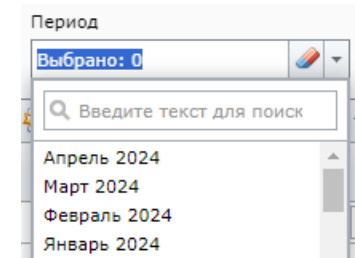 Период
Выбрано: 0
Введите текст для поиск
Апрель 2024
Март 2024
Февраль 2024
Январь 2024